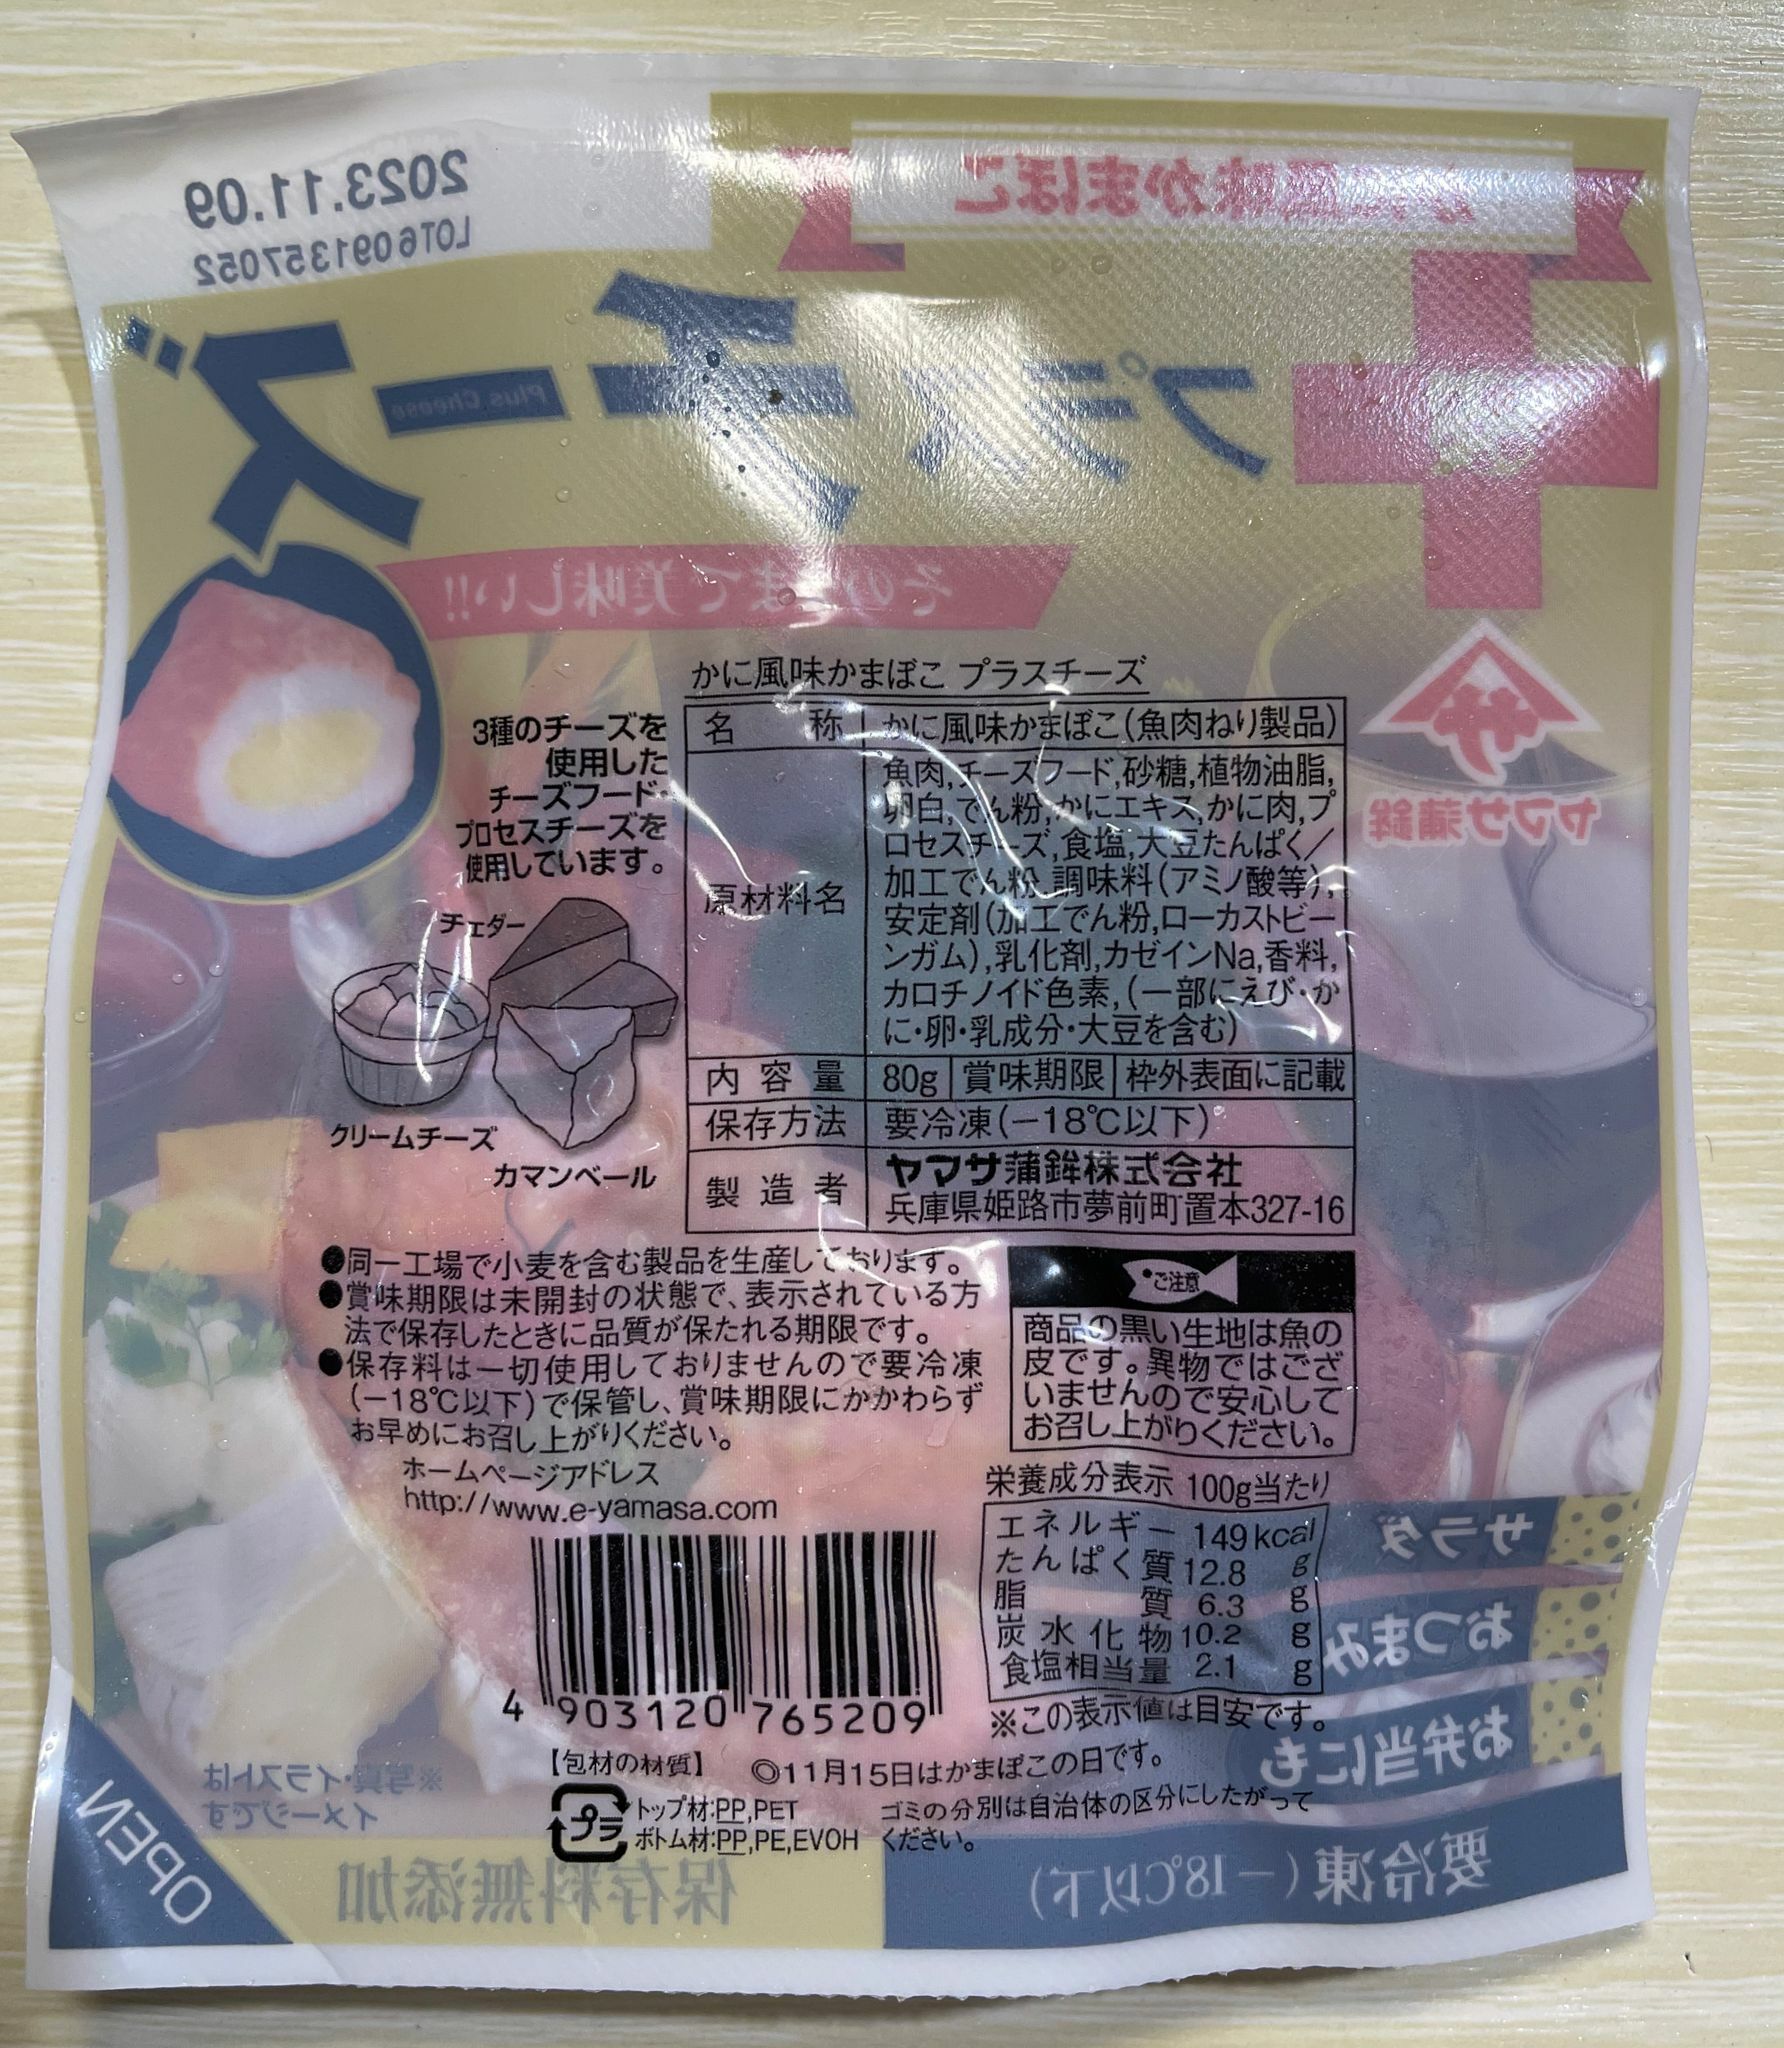 2023.11.09
LOT6091357052
風味かまぼこ
プラス
チーズ
Plus Cheese
そのままで美味しい!!
ヤマサ蒲鉾
かに風味かまぼこ プラスチーズ
名称 かに風味かまぼこ(魚肉ねり製品)
原材料名 魚肉,チーズフード,砂糖,植物油脂,
卵白,でん粉,かにエキス,かに肉,プ
ロセスチーズ,食塩,大豆たんぱく/
加工でん粉,調味料(アミノ酸等),
安定剤(加工でん粉,ローカストビー
ンガム),乳化剤,カゼインNa,香料,
カロチノイド色素,(一部にえび・か
に・卵・乳成分・大豆を含む)
内容量 80g 賞味期限 枠外表面に記載
保存方法 要冷凍(−18℃以下)
製造者 ヤマサ蒲鉾株式会社
兵庫県姫路市夢前町置本327-16
3種のチーズを
使用した
チーズフード・
プロセスチーズを
使用しています。
チェダー
クリームチーズ
カマンベール
●同一工場で小麦を含む製品を生産しております。
●賞味期限は未開封の状態で、表示されている方
法で保存したときに品質が保たれる期限です。
●保存料は一切使用しておりませんので要冷凍
(−18℃以下)で保管し、賞味期限にかかわらず
お早めにお召し上がりください。
ホームページアドレス
http://www.e-yamasa.com
ご注意
商品の黒い生地は魚の
皮です。異物ではござ
いませんので安心して
お召し上がりください。
栄養成分表示 100g当たり
エネルギー 149kcal
たんぱく質 12.8 g
脂質 6.3 g
炭水化物 10.2 g
食塩相当量 2.1 g
※この表示値は目安です。
4 903120 765209
【包材の材質】
プラ
トップ材:PP,PET
ボトム材:PP,PE,EVOH
◎11月15日はかまぼこの日です。
ゴミの分別は自治体の区分にしたがって
ください。
サラダ
おつまみ
お弁当にも
※写真・イラストは
イメージです
OPEN
保存料無添加
要冷凍(−18℃以下)